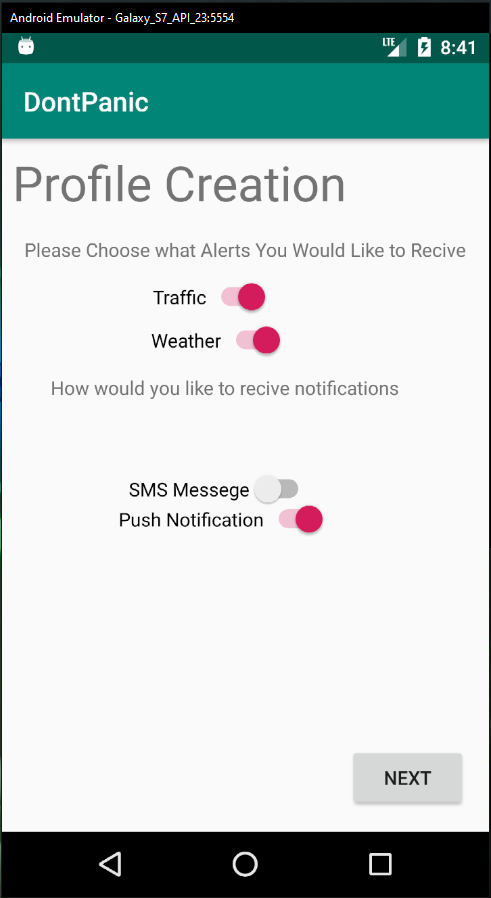 Android Emulator - Galaxy_S7_API_23:5554
LTE 8:41
DontPanic
Profile Creation
Please Choose what Alerts You Would Like to Recive
Traffic
Weather
How would you like to recive notifications
SMS Messege
Push Notification
NEXT